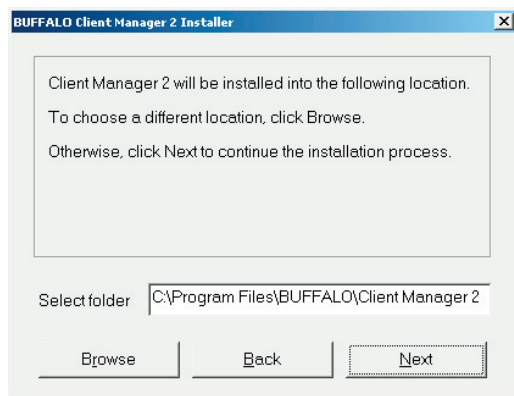 BUFFALO Client Manager 2 Installer
Client Manager 2 will be installed into the following location.
To choose a different location, click Browse.
Otherwise, click Next to continue the installation process.
Select folder C:\Program Files\BUFFALO\Client Manager 2
Browse Back Next